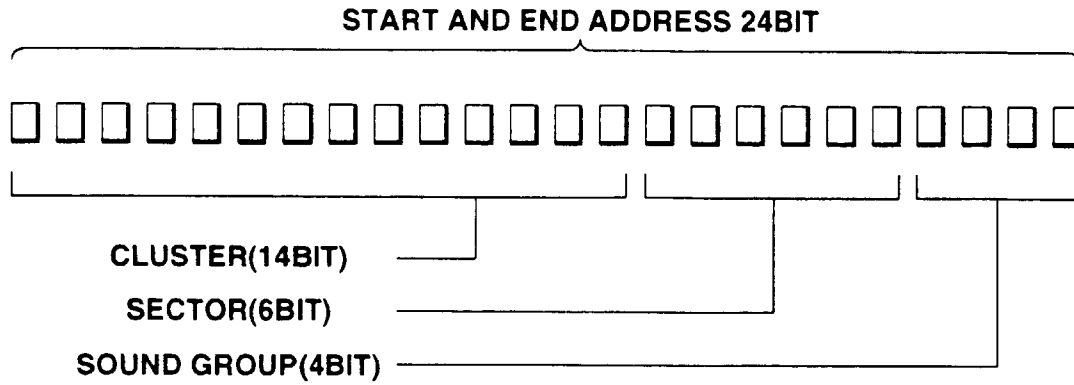 START AND END ADDRESS 24BIT
CLUSTER(14BIT)
SECTOR(6BIT)
SOUND GROUP(4BIT)